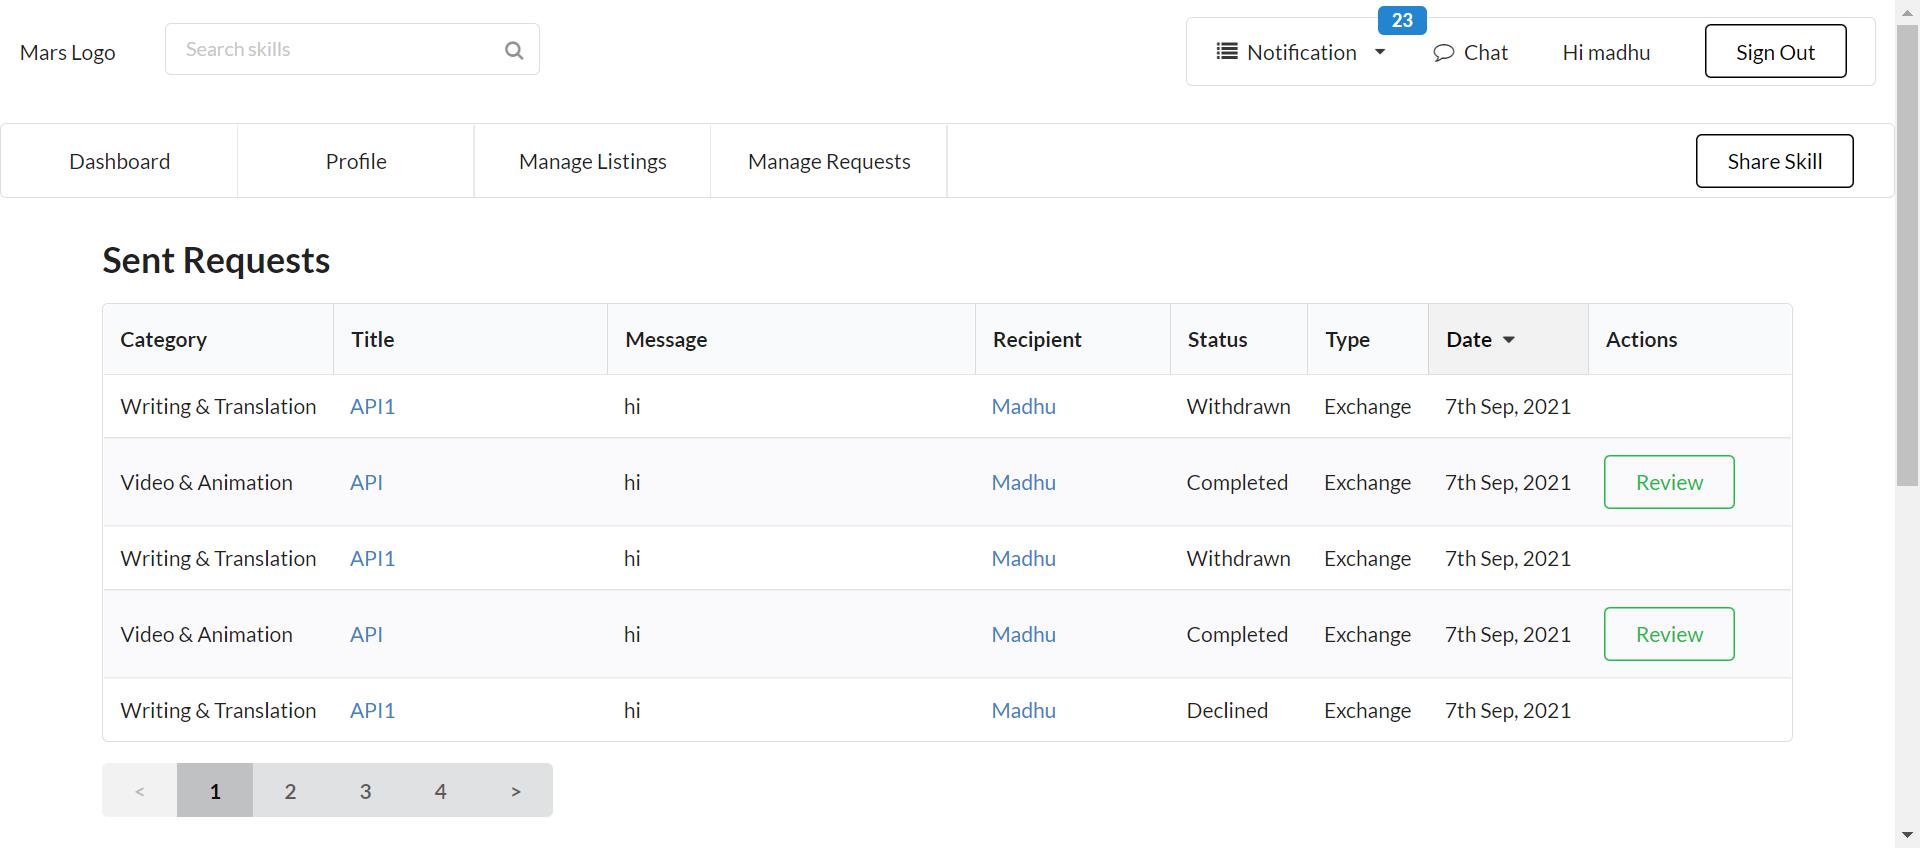 Mars Logo
Search skills
23
Notification
Chat
Hi madhu
Sign Out
Dashboard
Profile
Manage Listings
Manage Requests
Share Skill
Sent Requests
Category Title Message Recipient Status Type Date Actions
Writing & Translation API1 hi Madhu Withdrawn Exchange 7th Sep, 2021
Video & Animation API hi Madhu Completed Exchange 7th Sep, 2021 Review
Writing & Translation API1 hi Madhu Withdrawn Exchange 7th Sep, 2021
Video & Animation API hi Madhu Completed Exchange 7th Sep, 2021 Review
Writing & Translation API1 hi Madhu Declined Exchange 7th Sep, 2021
< 1 2 3 4 >